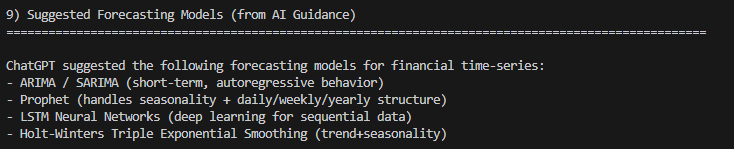 9) Suggested Forecasting Models (from AI Guidance)
====================================================================================================
ChatGPT suggested the following forecasting models for financial time-series:
- ARIMA / SARIMA (short-term, autoregressive behavior)
- Prophet (handles seasonality + daily/weekly/yearly structure)
- LSTM Neural Networks (deep learning for sequential data)
- Holt-Winters Triple Exponential Smoothing (trend+seasonality)